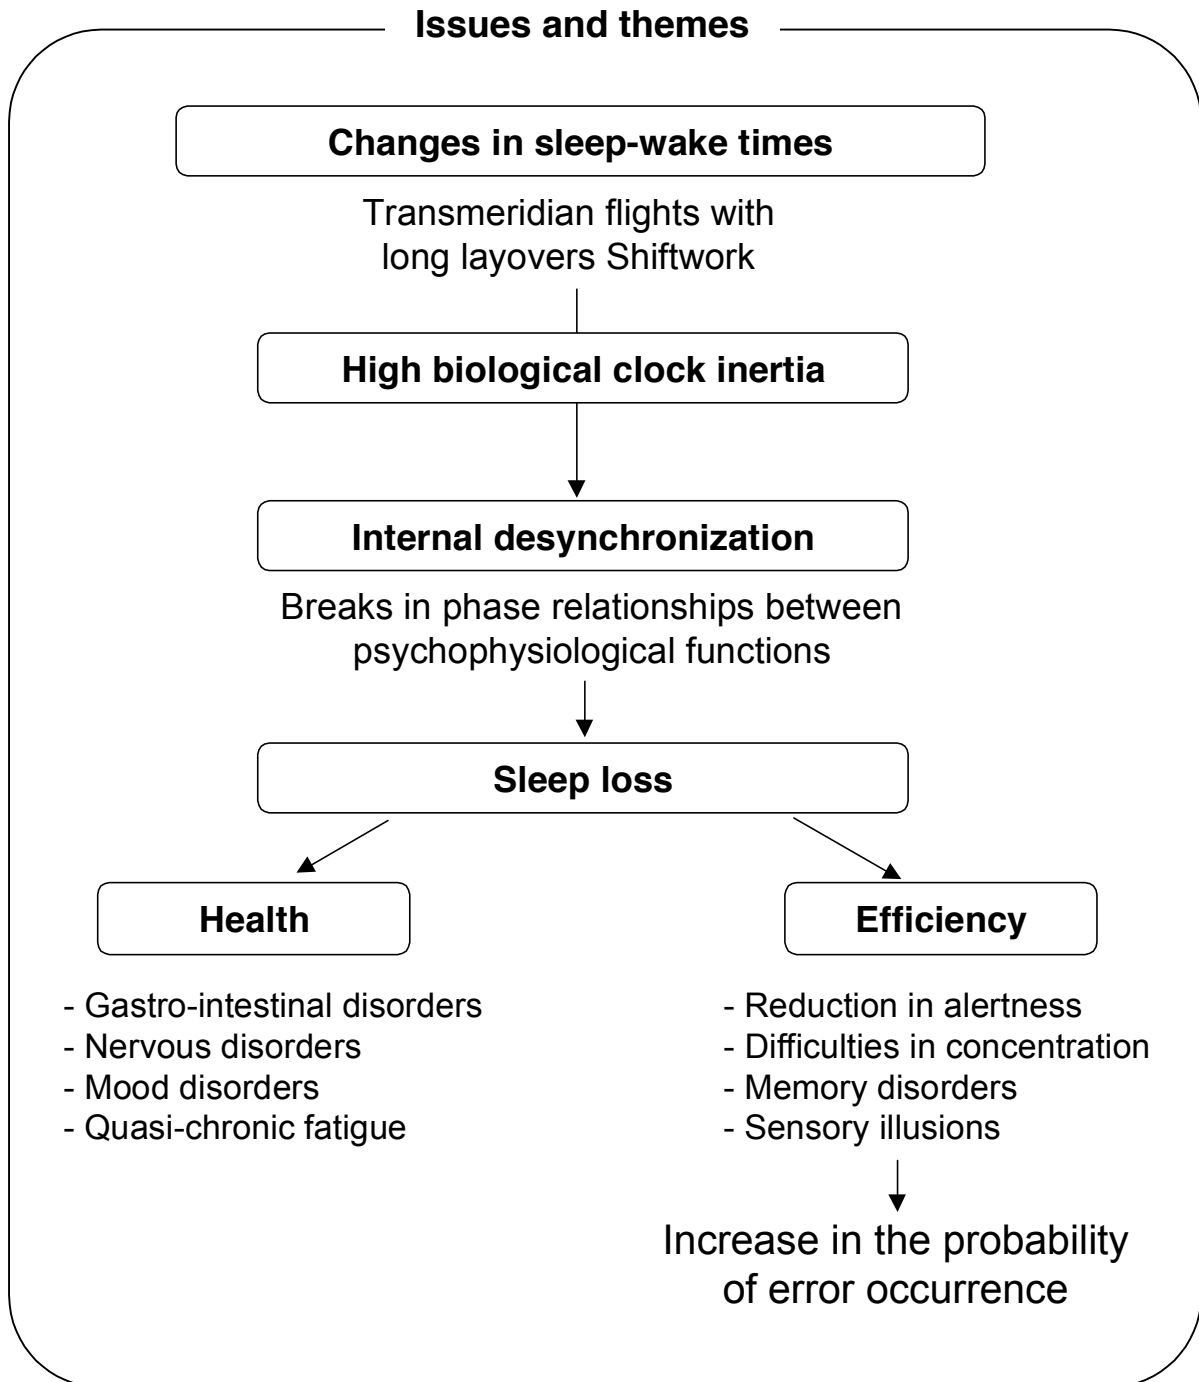 Issues and themes
Changes in sleep-wake times
Transmeridian flights with
long layovers Shiftwork
High biological clock inertia
Internal desynchronization
Breaks in phase relationships between
psychophysiological functions
Sleep loss
Health
- Gastro-intestinal disorders
- Nervous disorders
- Mood disorders
- Quasi-chronic fatigue
Efficiency
- Reduction in alertness
- Difficulties in concentration
- Memory disorders
- Sensory illusions
Increase in the probability
of error occurrence